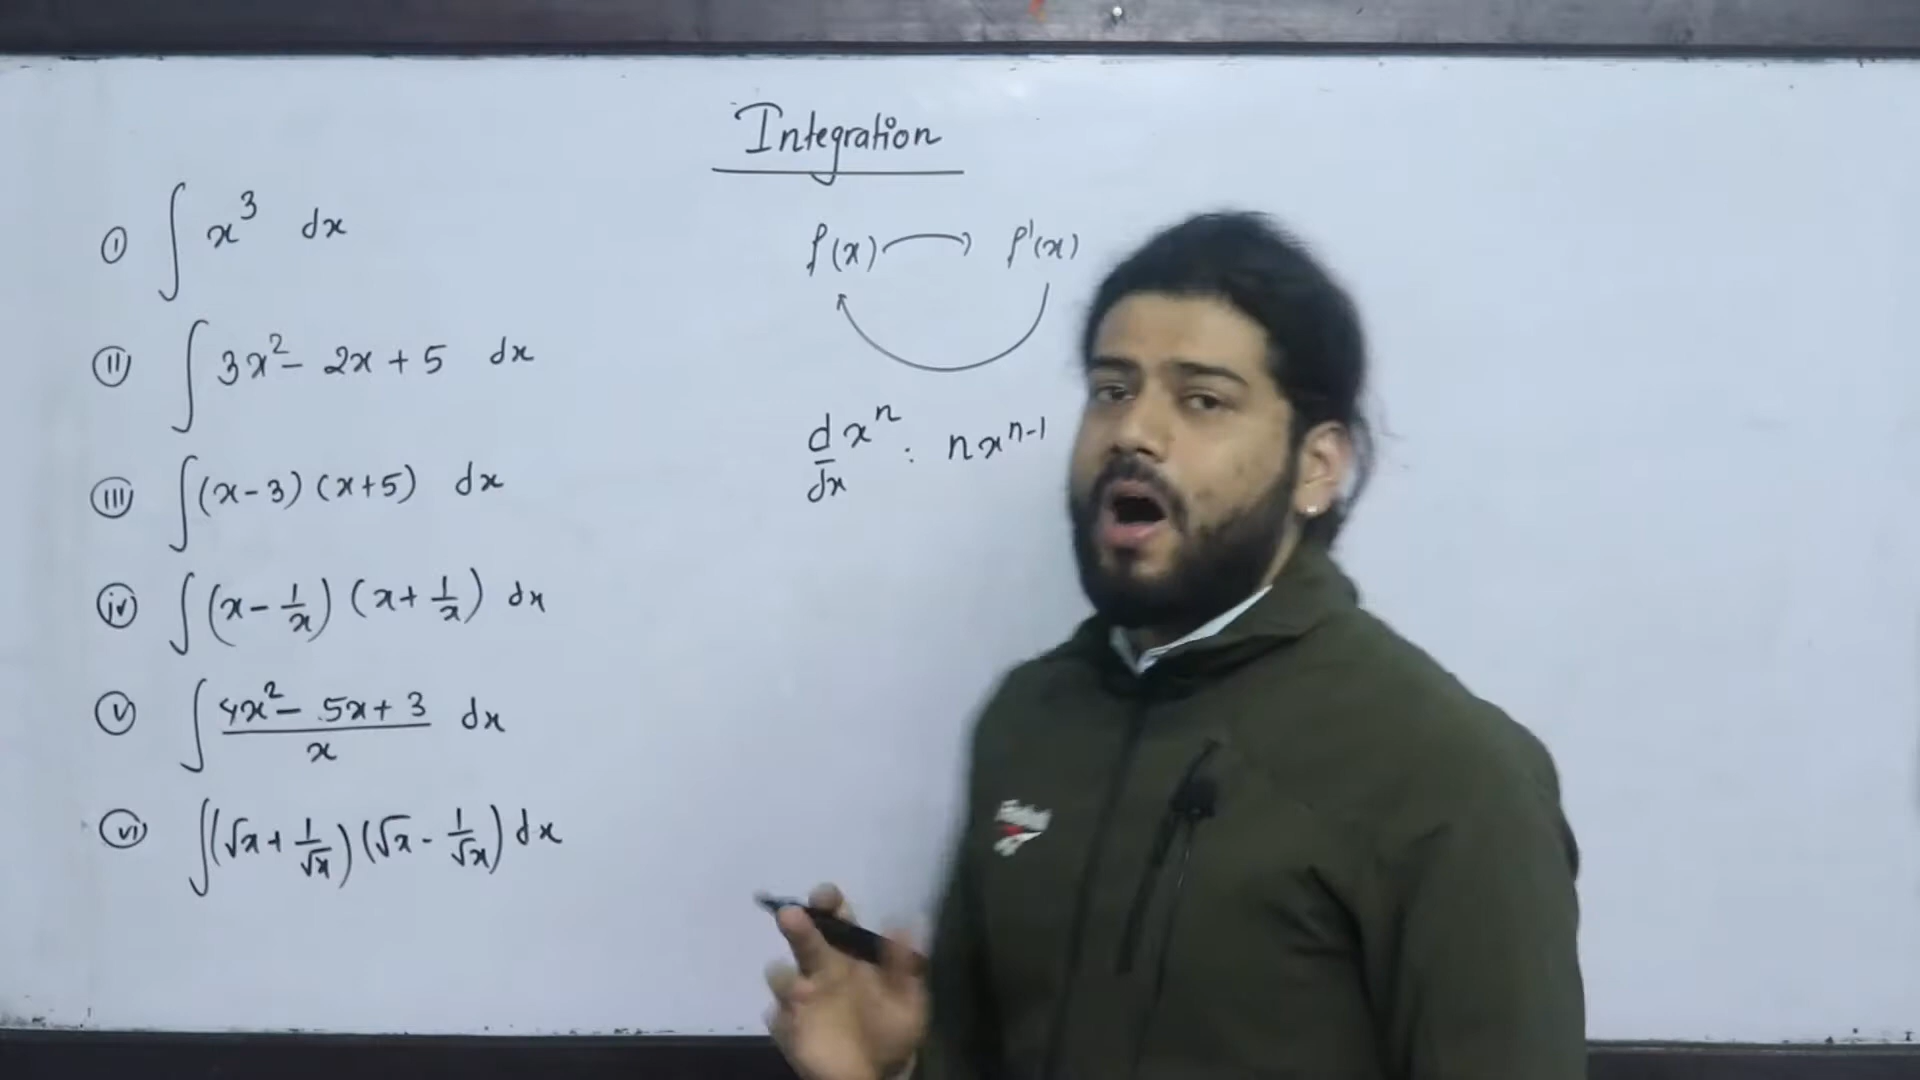 Integration
ⓘ ∫ x³ dx
ⓘⓘ ∫ 3x² - 2x + 5 dx
ⓘⓘⓘ ∫ (x-3) (x+5) dx
ⓘⓥ ∫ (x - 1/x) (x + 1/x) dx
ⓥ ∫ (4x² - 5x + 3)/x dx
ⓥⓘ ∫ (√x + 1/√x) (√x - 1/√x) dx
f(x) → f'(x)
d/dx xⁿ : nxⁿ⁻¹